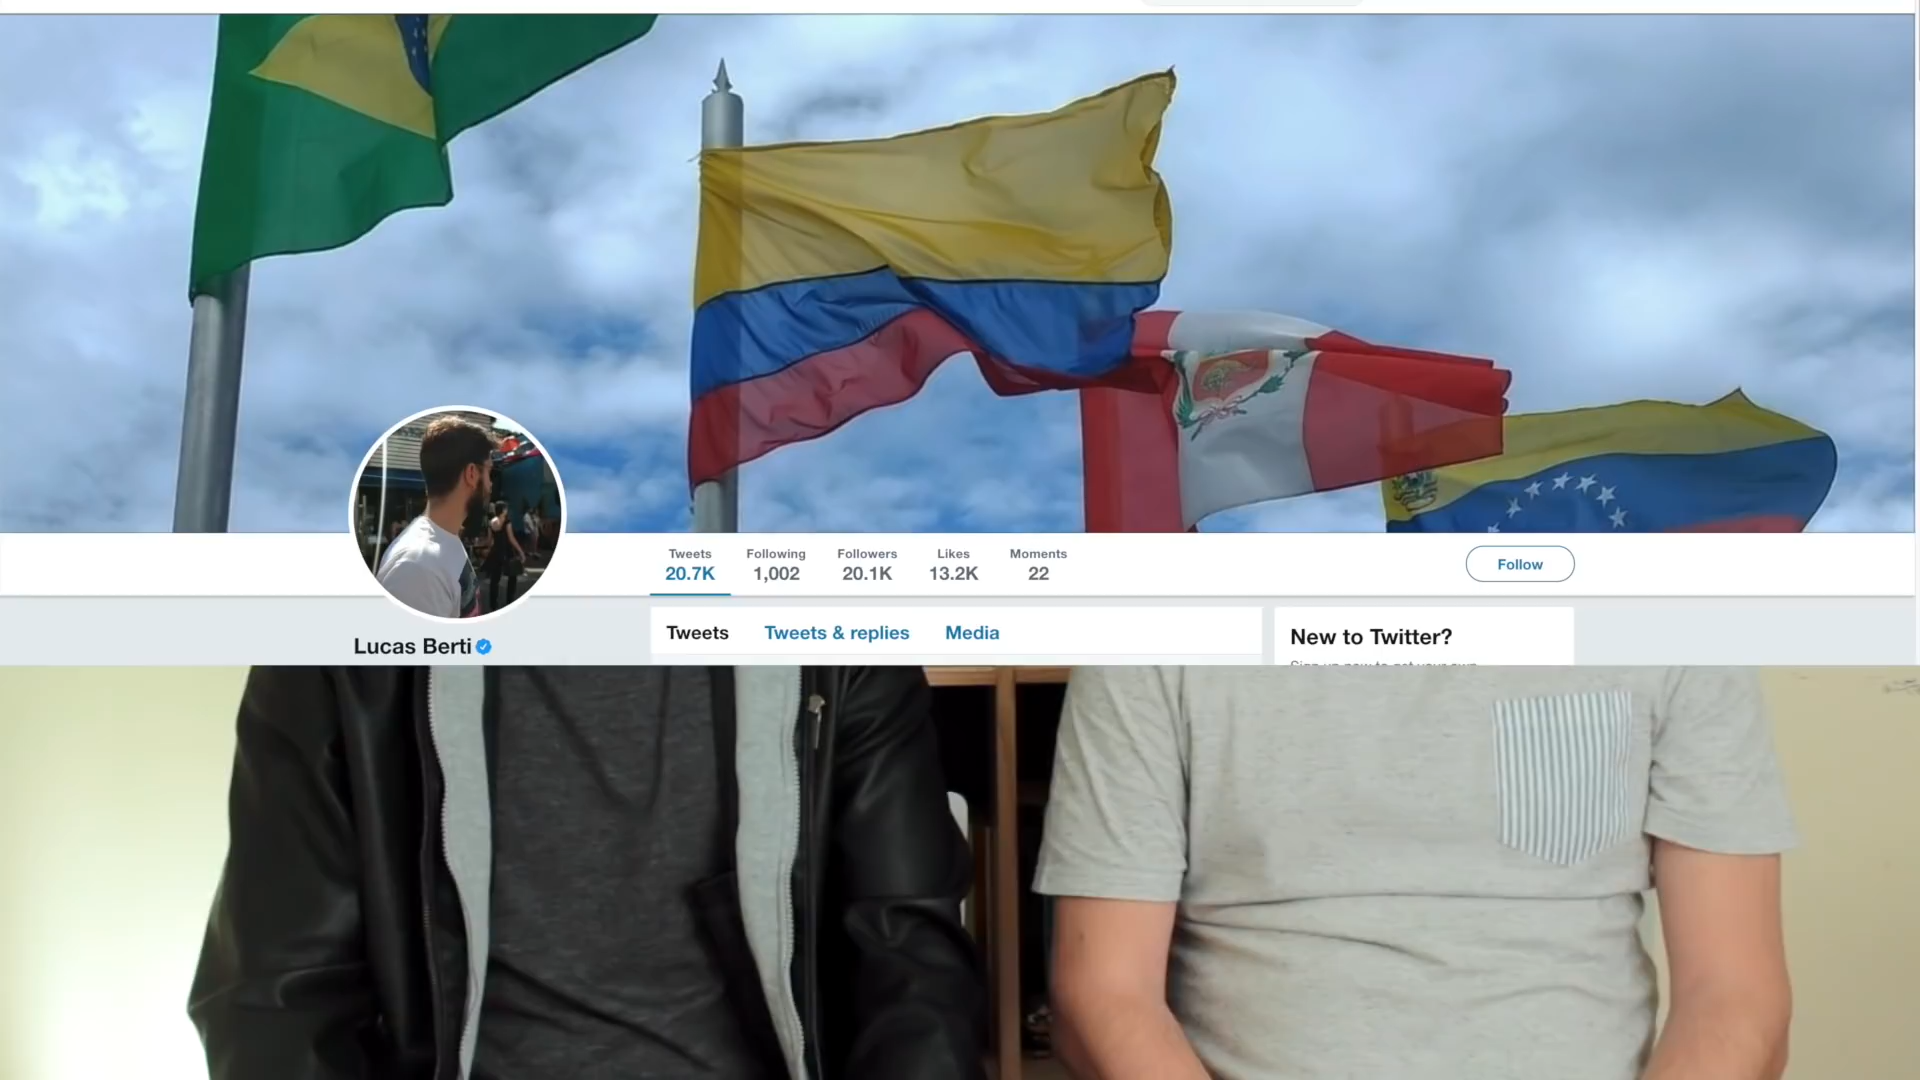 Tweets Following Followers Likes Moments
20.7K 1,002 20.1K 13.2K 22
Follow
Lucas Berti
Tweets Tweets & replies Media
New to Twitter?